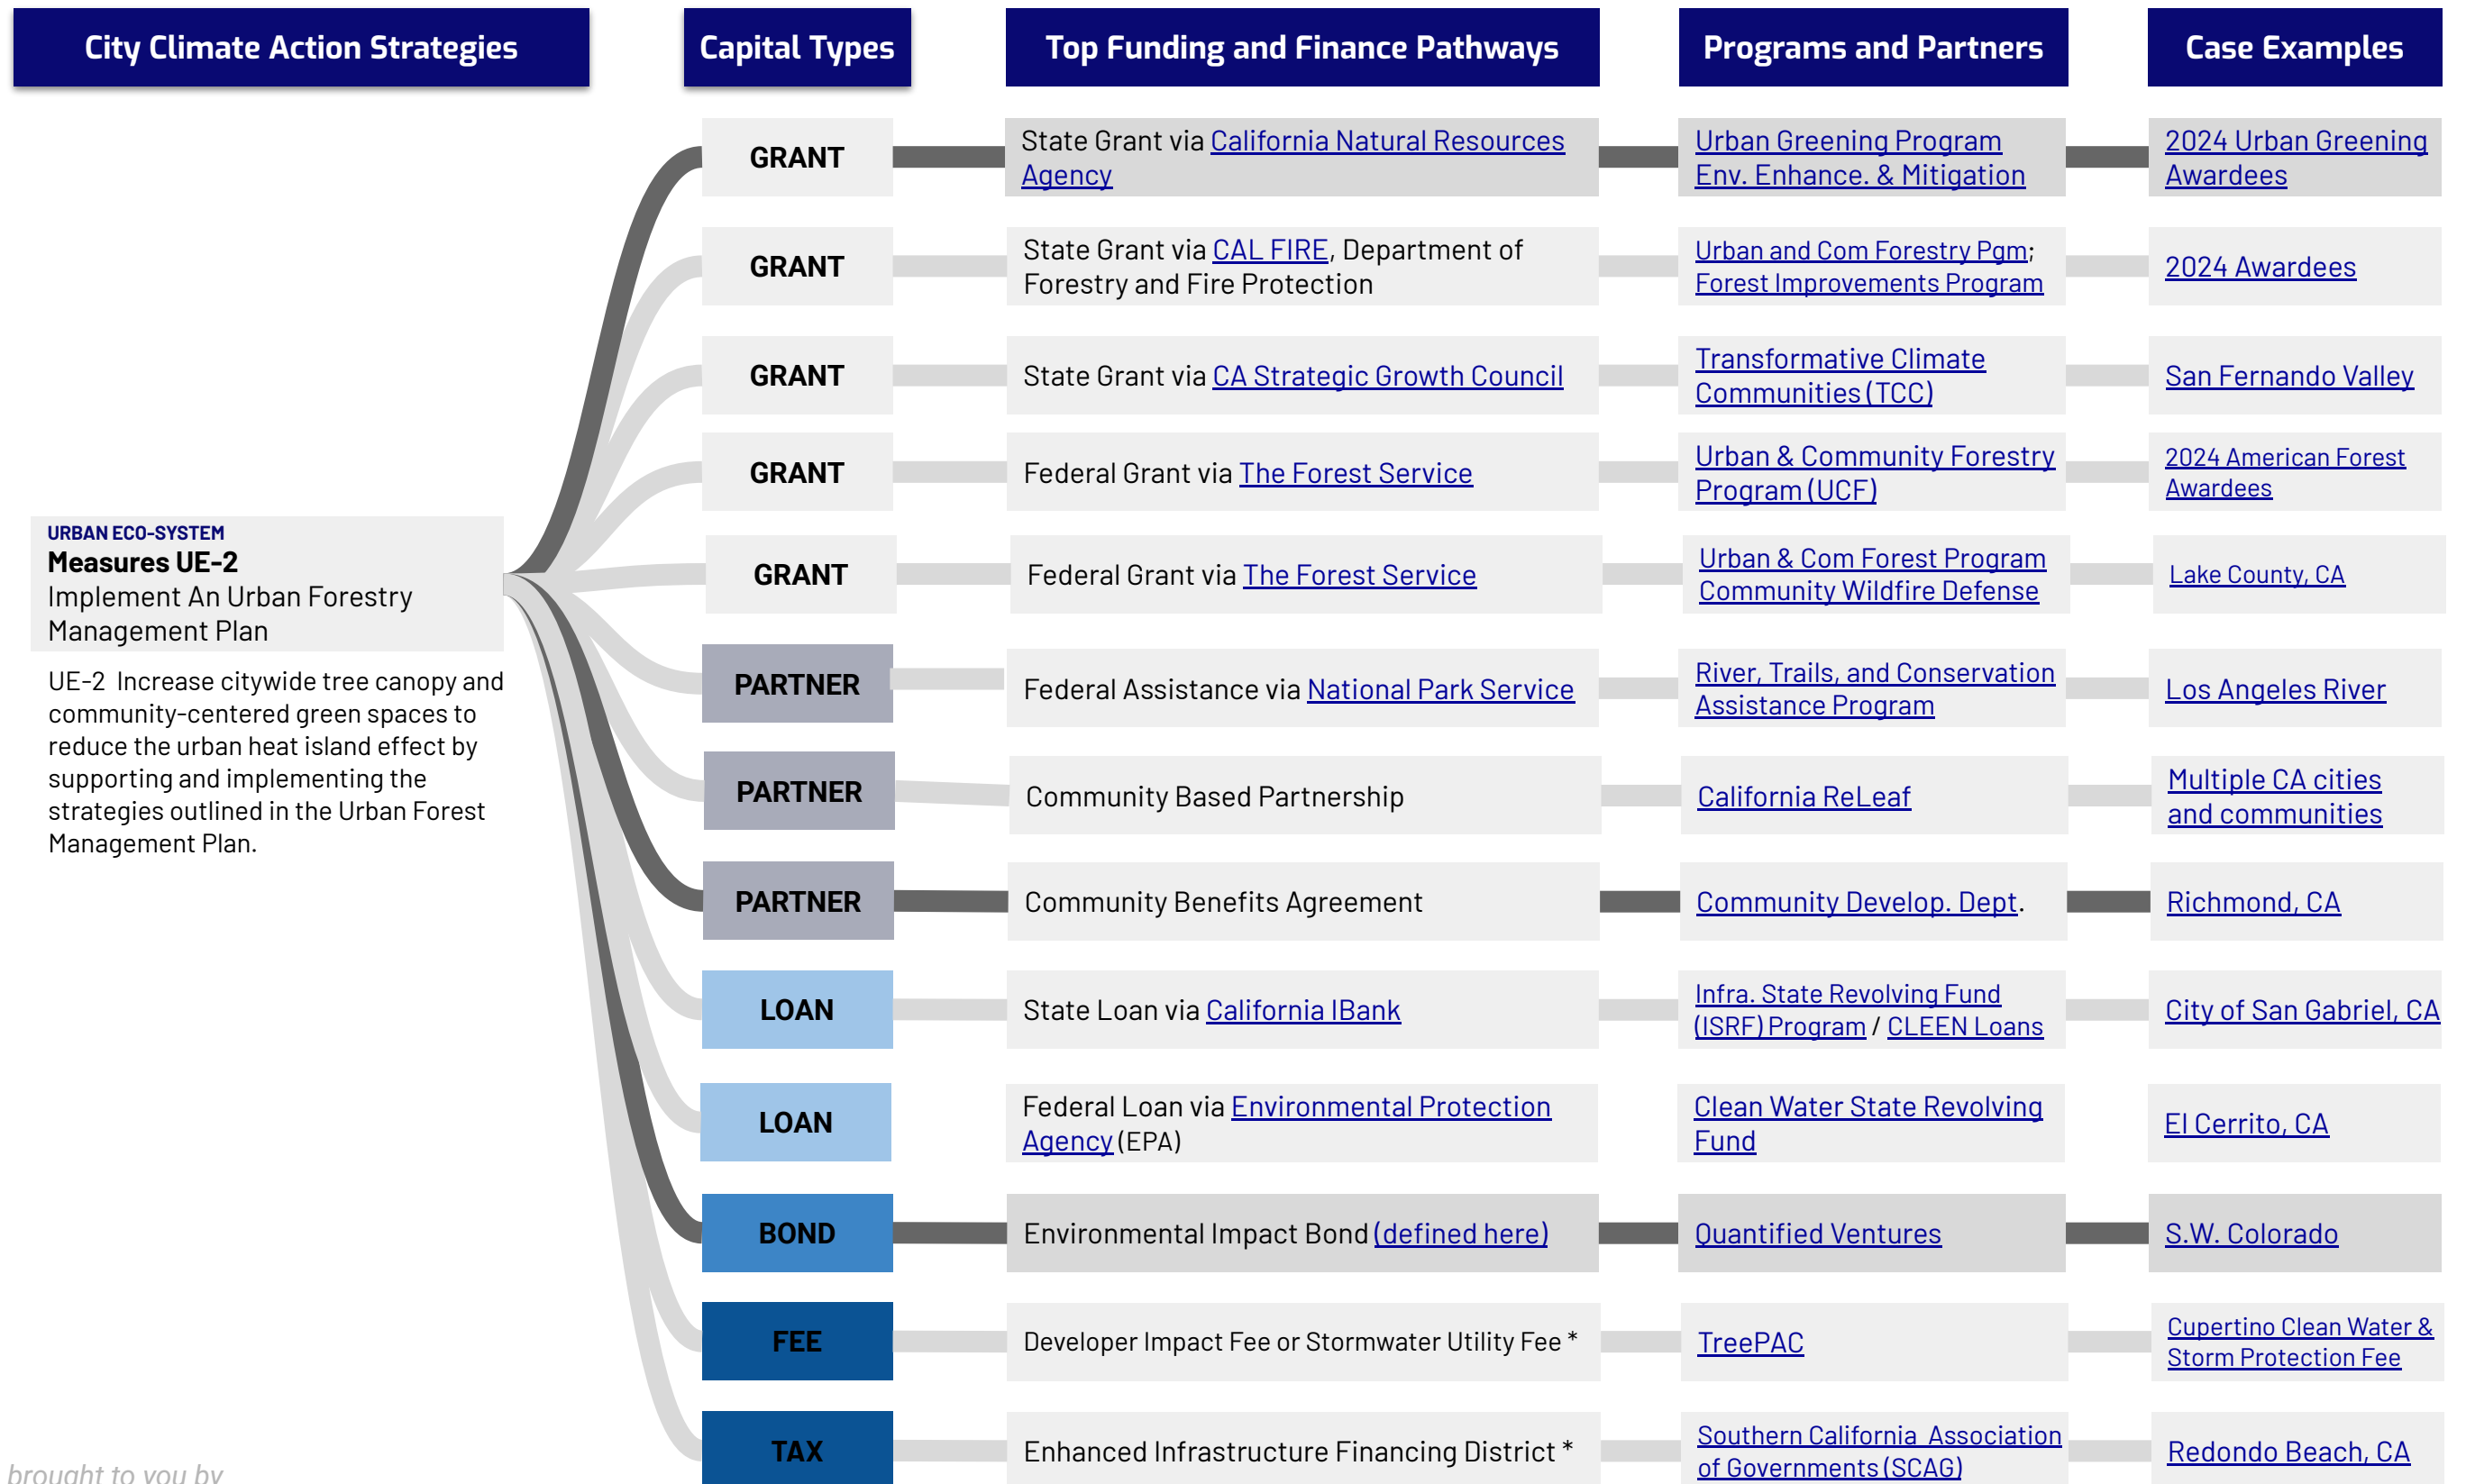 City Climate Action Strategies
Capital Types
Top Funding and Finance Pathways
Programs and Partners
Case Examples
GRANT
State Grant via California Natural Resources
Agency
Urban Greening Program
Env. Enhance. & Mitigation
2024 Urban Greening
Awardees
GRANT
State Grant via CAL FIRE, Department of
Forestry and Fire Protection
Urban and Com Forestry Pgm;
Forest Improvements Program
2024 Awardees
GRANT
State Grant via CA Strategic Growth Council
Transformative Climate
Communities (TCC)
San Fernando Valley
GRANT
Federal Grant via The Forest Service
Urban & Community Forestry
Program (UCF)
2024 American Forest
Awardees
URBAN ECO-SYSTEM
Measures UE-2
Implement An Urban Forestry
Management Plan
UE-2 Increase citywide tree canopy and
community-centered green spaces to
reduce the urban heat island effect by
supporting and implementing the
strategies outlined in the Urban Forest
Management Plan.
GRANT
Federal Grant via The Forest Service
Urban & Com Forest Program
Community Wildfire Defense
Lake County, CA
PARTNER
Federal Assistance via National Park Service
River, Trails, and Conservation
Assistance Program
Los Angeles River
PARTNER
Community Based Partnership
California ReLeaf
Multiple CA cities
and communities
PARTNER
Community Benefits Agreement
Community Develop. Dept.
Richmond, CA
LOAN
State Loan via California IBank
Infra. State Revolving Fund
(ISRF) Program / CLEEN Loans
City of San Gabriel, CA
LOAN
Federal Loan via Environmental Protection
Agency (EPA)
Clean Water State Revolving
Fund
El Cerrito, CA
BOND
Environmental Impact Bond (defined here)
Quantified Ventures
S.W. Colorado
FEE
Developer Impact Fee or Stormwater Utility Fee *
TreePAC
Cupertino Clean Water &
Storm Protection Fee
TAX
Enhanced Infrastructure Financing District *
Southern California Association
of Governments (SCAG)
Redondo Beach, CA
brought to you by